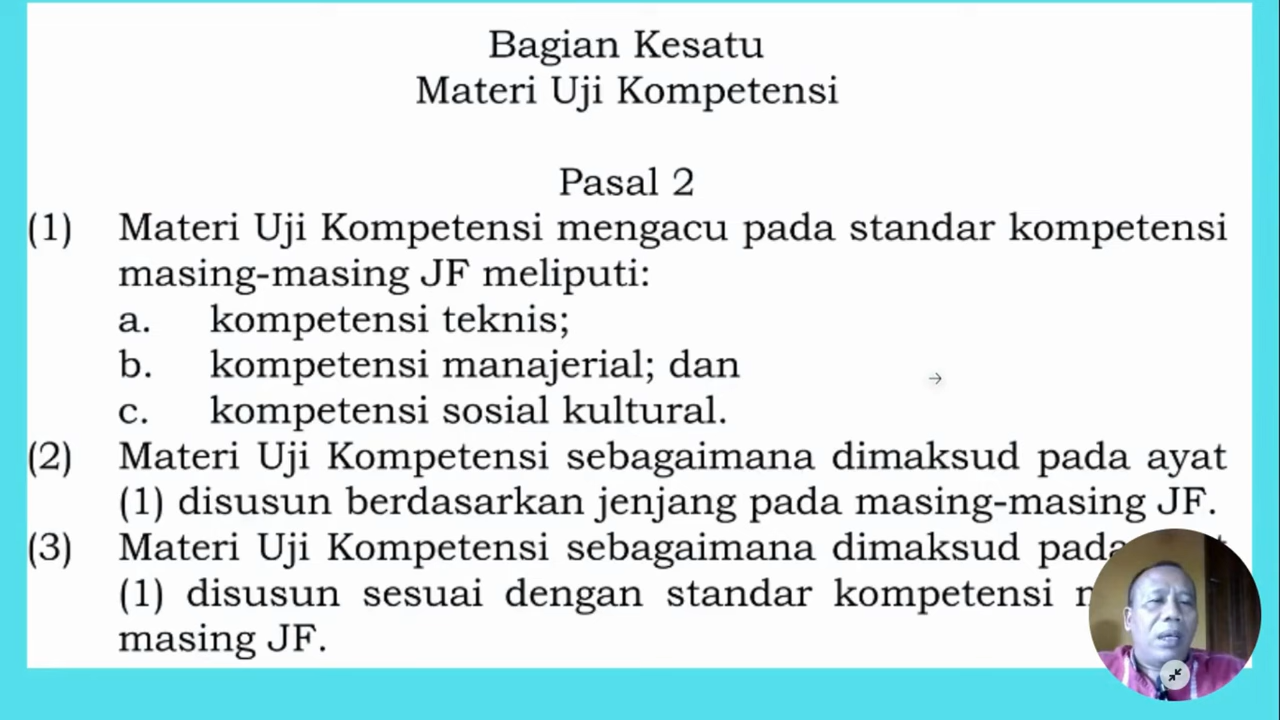 Bagian Kesatu
Materi Uji Kompetensi
Pasal 2
(1) Materi Uji Kompetensi mengacu pada standar kompetensi
masing-masing JF meliputi:
a. kompetensi teknis;
b. kompetensi manajerial; dan
c. kompetensi sosial kultural.
(2) Materi Uji Kompetensi sebagaimana dimaksud pada ayat
(1) disusun berdasarkan jenjang pada masing-masing JF.
(3) Materi Uji Kompetensi sebagaimana dimaksud pada
(1) disusun sesuai dengan standar kompetensi
masing JF.